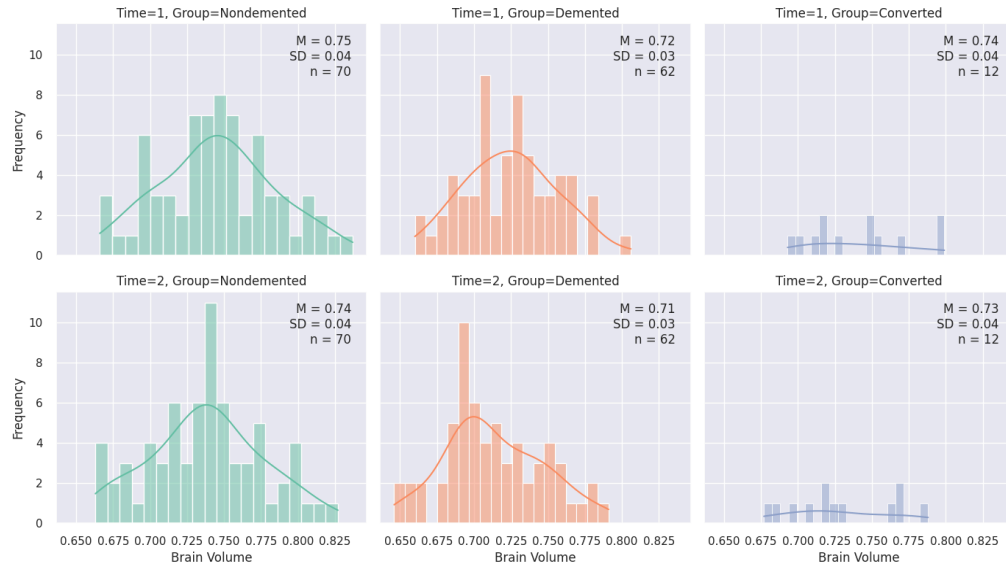 Time=1, Group=Nondemented
Time=1, Group=Demented
Time=1, Group=Converted
M = 0.75
SD = 0.04
n = 70
M = 0.72
SD = 0.03
n = 62
M = 0.74
SD = 0.04
n = 12
10
8
6
4
2
0
Frequency
Time=2, Group=Nondemented
Time=2, Group=Demented
Time=2, Group=Converted
M = 0.74
SD = 0.04
n = 70
M = 0.71
SD = 0.03
n = 62
M = 0.73
SD = 0.04
n = 12
10
8
6
4
2
0
Frequency
0.650 0.675 0.700 0.725 0.750 0.775 0.800 0.825
0.650 0.675 0.700 0.725 0.750 0.775 0.800 0.825
0.650 0.675 0.700 0.725 0.750 0.775 0.800 0.825
Brain Volume
Brain Volume
Brain Volume